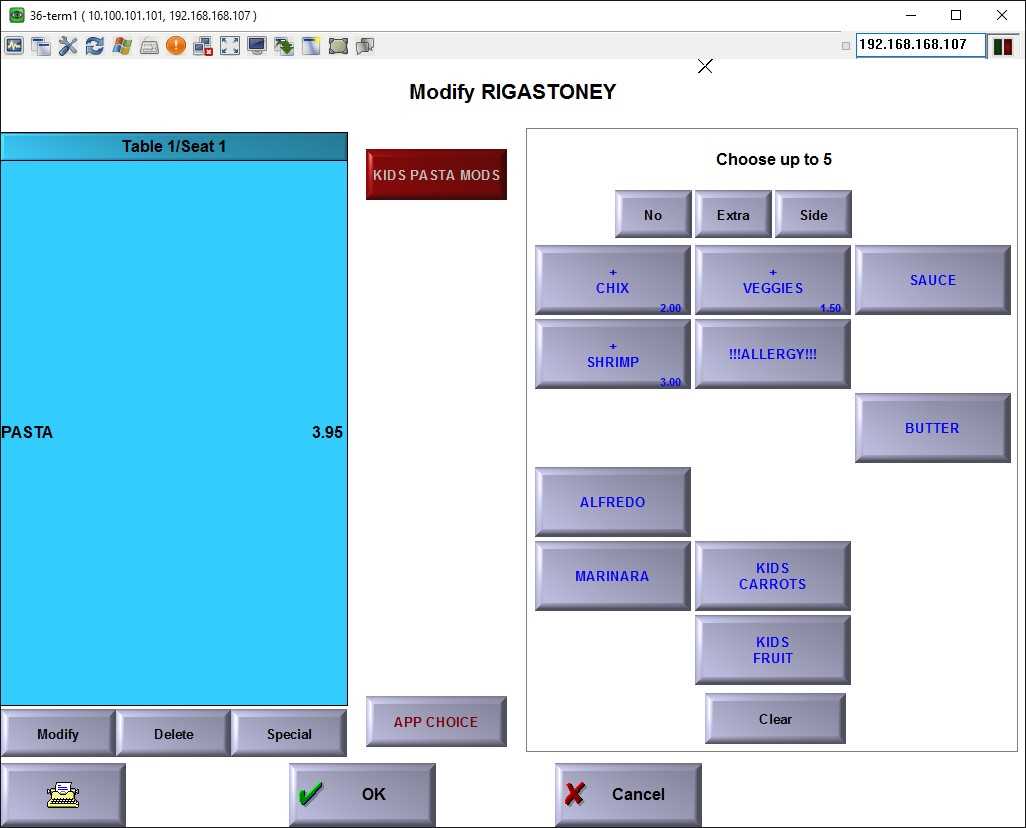 36-term1 ( 10.100.101.101, 192.168.168.107 )
192.168.168.107
Modify RIGASTONEY
Table 1/Seat 1
PASTA 3.95
Modify
Delete
Special
KIDS PASTA MODS
APP CHOICE
Choose up to 5
No
Extra
Side
+
CHIX
2.00
+
VEGGIES
1.50
SAUCE
+
SHRIMP
3.00
!!!ALLERGY!!!
BUTTER
ALFREDO
MARINARA
KIDS
CARROTS
KIDS
FRUIT
Clear
OK
Cancel